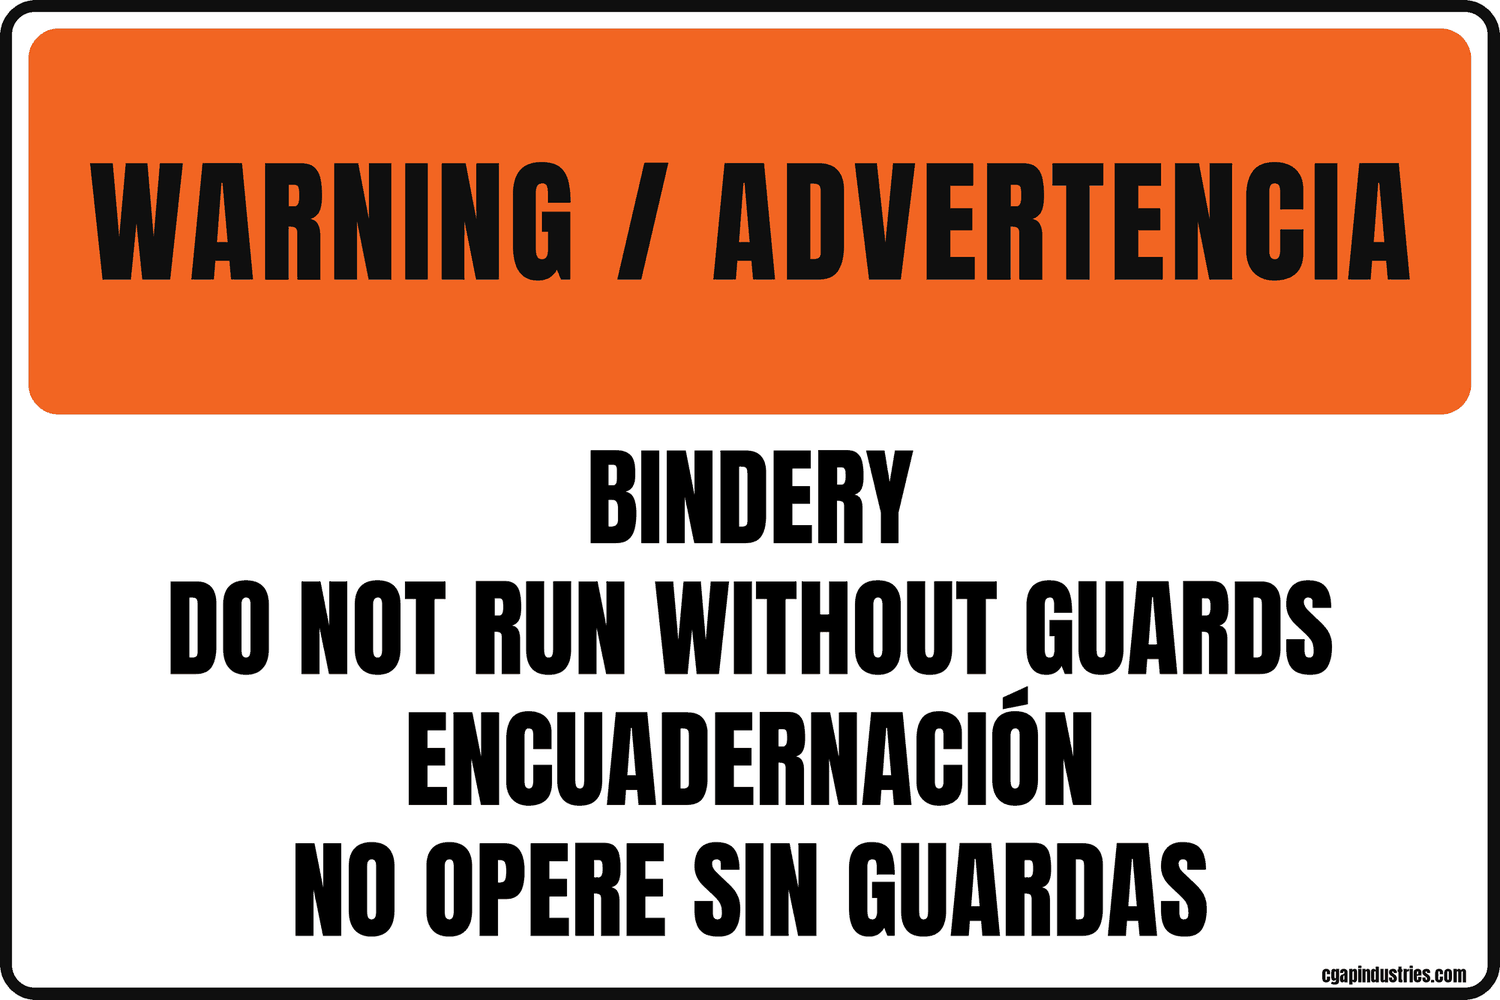 WARNING / ADVERTENCIA
BINDERY
DO NOT RUN WITHOUT GUARDS
ENCUADERNACIÓN
NO OPERE SIN GUARDAS
cgapindustries.com